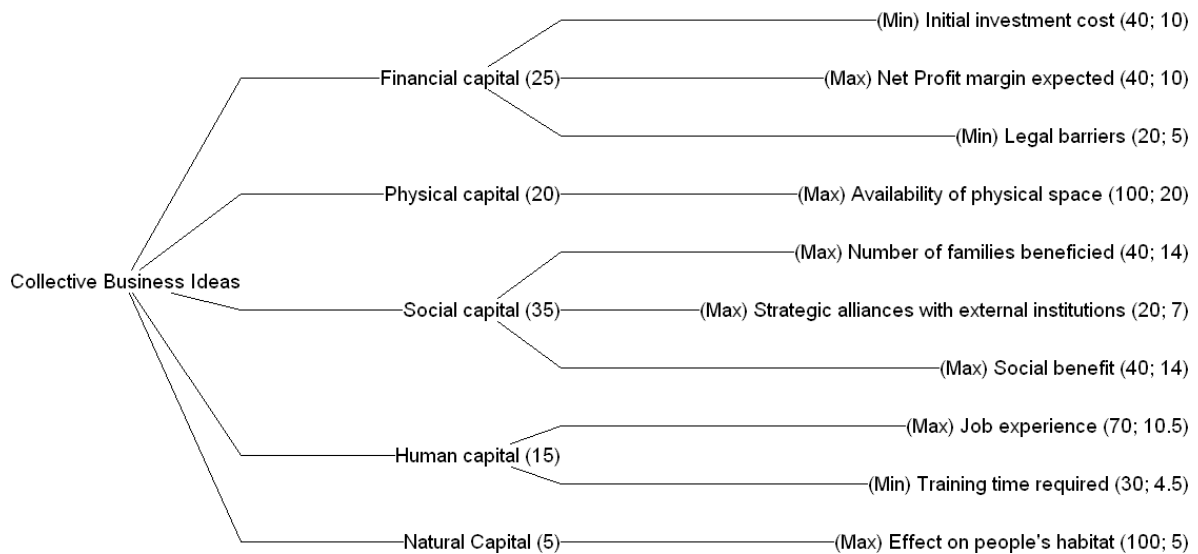 (Min) Initial investment cost (40; 10)
Financial capital (25)
(Max) Net Profit margin expected (40; 10)
(Min) Legal barriers (20; 5)
Physical capital (20)
(Max) Availability of physical space (100; 20)
(Max) Number of families beneficied (40; 14)
Collective Business Ideas
Social capital (35)
(Max) Strategic alliances with external institutions (20; 7)
(Max) Social benefit (40; 14)
(Max) Job experience (70; 10.5)
Human capital (15)
(Min) Training time required (30; 4.5)
Natural Capital (5)
(Max) Effect on people's habitat (100; 5)